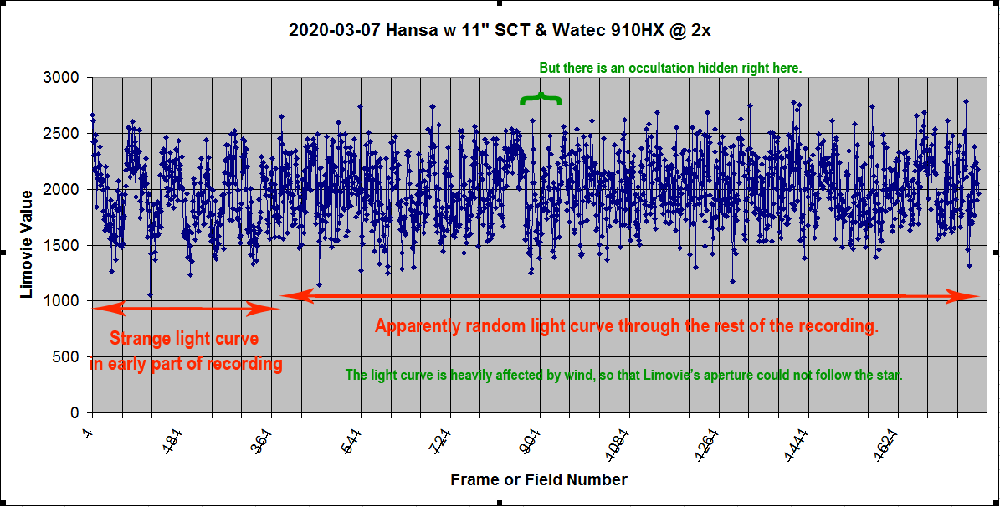 2020-03-07 Hansa w 11" SCT & Watec 910HX @ 2x
But there is an occultation hidden right here.
3000
2500
2000
1500
1000
500
0
Limovie Value
Strange light curve
in early part of recording
Apparently random light curve through the rest of the recording.
The light curve is heavily affected by wind, so that Limovie's aperture could not follow the star.
1
181
361
541
721
901
1081
1261
1441
1621
Frame or Field Number